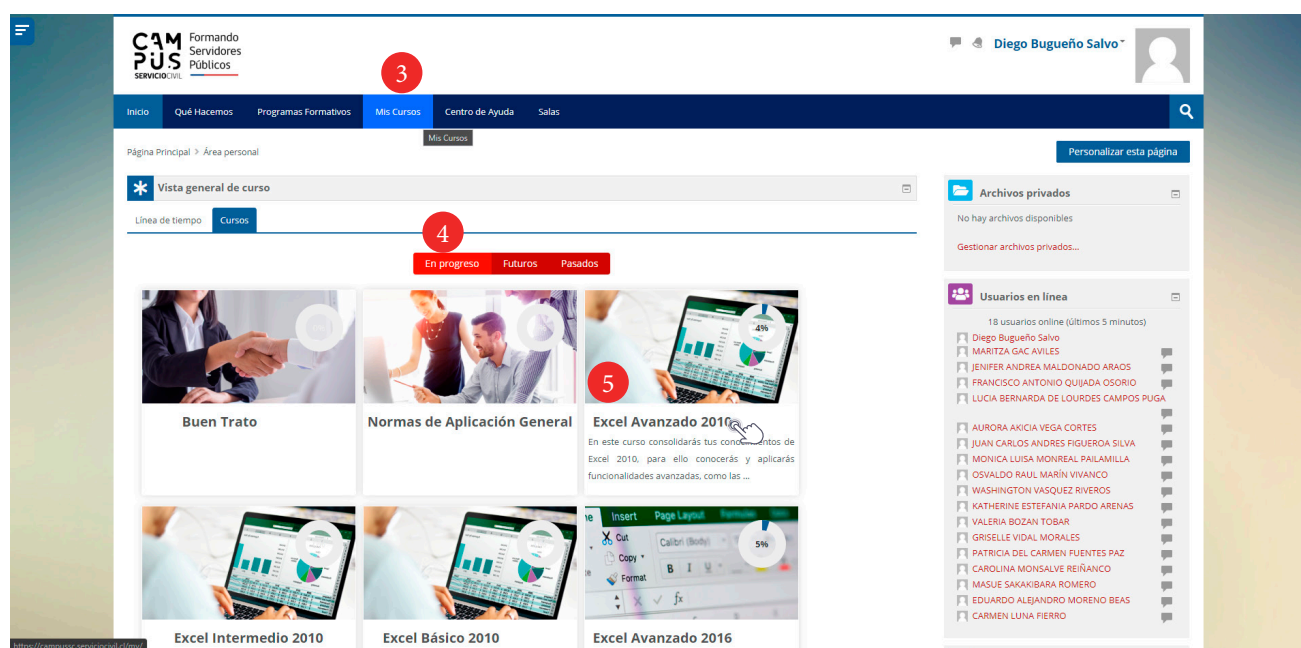 CAMPUS
SERVICIOCIVIL
Formando
Servidores
Públicos
Diego Bugueño Salvo
3
Inicio Qué Hacemos Programas Formativos Mis Cursos Centro de Ayuda Salas
Mis Cursos
Página Principal > Área personal
Personalizar esta página
Vista general de curso
Línea de tiempo Cursos
4
En progreso Futuros Pasados
4%
5
Buen Trato
Normas de Aplicación General
Excel Avanzado 2010
En este curso consolidarás tus
Excel 2010, para ello conocerás y aplicarás
funcionalidades avanzadas, como las ...
Insert Page Layout
Cut
Copy
Format
Calibri (Body)
B I U
fx
5%
Excel Intermedio 2010
Excel Básico 2010
Excel Avanzado 2016
Archivos privados
No hay archivos disponibles
Gestionar archivos privados...
Usuarios en línea
18 usuarios online (últimos 5 minutos)
Diego Bugueño Salvo
MARITZA GAC AVILES
JENIFER ANDREA MALDONADO ARAOS
FRANCISCO ANTONIO QUIJADA OSORIO
LUCIA BERNARDA DE LOURDES CAMPOS PUGA
AURORA AKICIA VEGA CORTES
JUAN CARLOS ANDRES FIGUEROA SILVA
MONICA LUISA MONREAL PAILAMILLA
OSVALDO RAUL MARÍN VIVANCO
WASHINGTON VASQUEZ RIVEROS
KATHERINE ESTEFANIA PARDO ARENAS
VALERIA BOZAN TOBAR
GRISELLE VIDAL MORALES
PATRICIA DEL CARMEN FUENTES PAZ
CAROLINA MONSALVE REIÑANCO
MASUE SAKAKIBARA ROMERO
EDUARDO ALEJANDRO MORENO BEAS
CARMEN LUNA FIERRO
https://campussc.serviciocivil.cl/my/